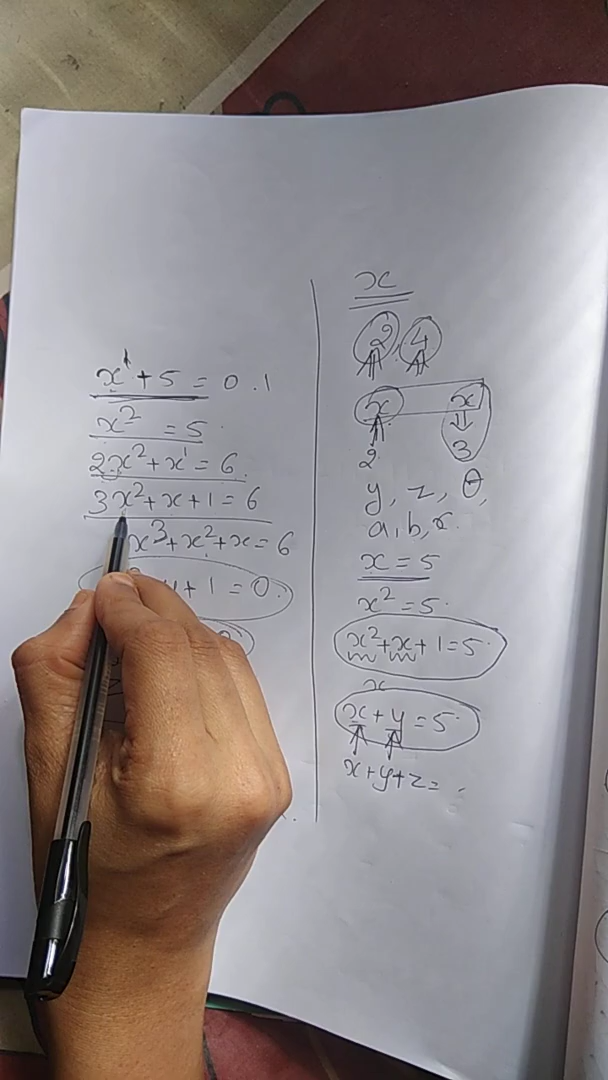 x¹ + 5 = 0.1
x² = 5
2x² + x¹ = 6
3x² + x + 1 = 6
x³ + x² + x = 6
y + 1 = 0.
x
2, 4
x x
2 3
y, z, θ,
a, b, r.
x = 5
x² = 5.
x² + x + 1 = 5
x
x + y = 5
x + y + z =